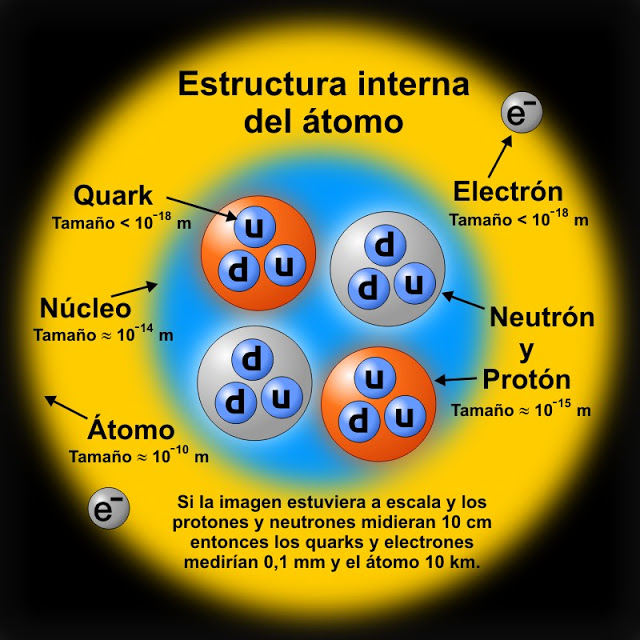 Estructura interna
del átomo
e⁻
Quark
Tamaño < 10⁻¹⁸ m
Electrón
Tamaño < 10⁻¹⁸ m
u
d u
d
d u
Núcleo
Tamaño ≈ 10⁻¹⁴ m
Neutrón
y
Protón
Tamaño ≈ 10⁻¹⁵ m
d
d u
u
d u
Átomo
Tamaño ≈ 10⁻¹⁰ m
e⁻
Si la imagen estuviera a escala y los
protones y neutrones midieran 10 cm
entonces los quarks y electrones
medirían 0,1 mm y el átomo 10 km.